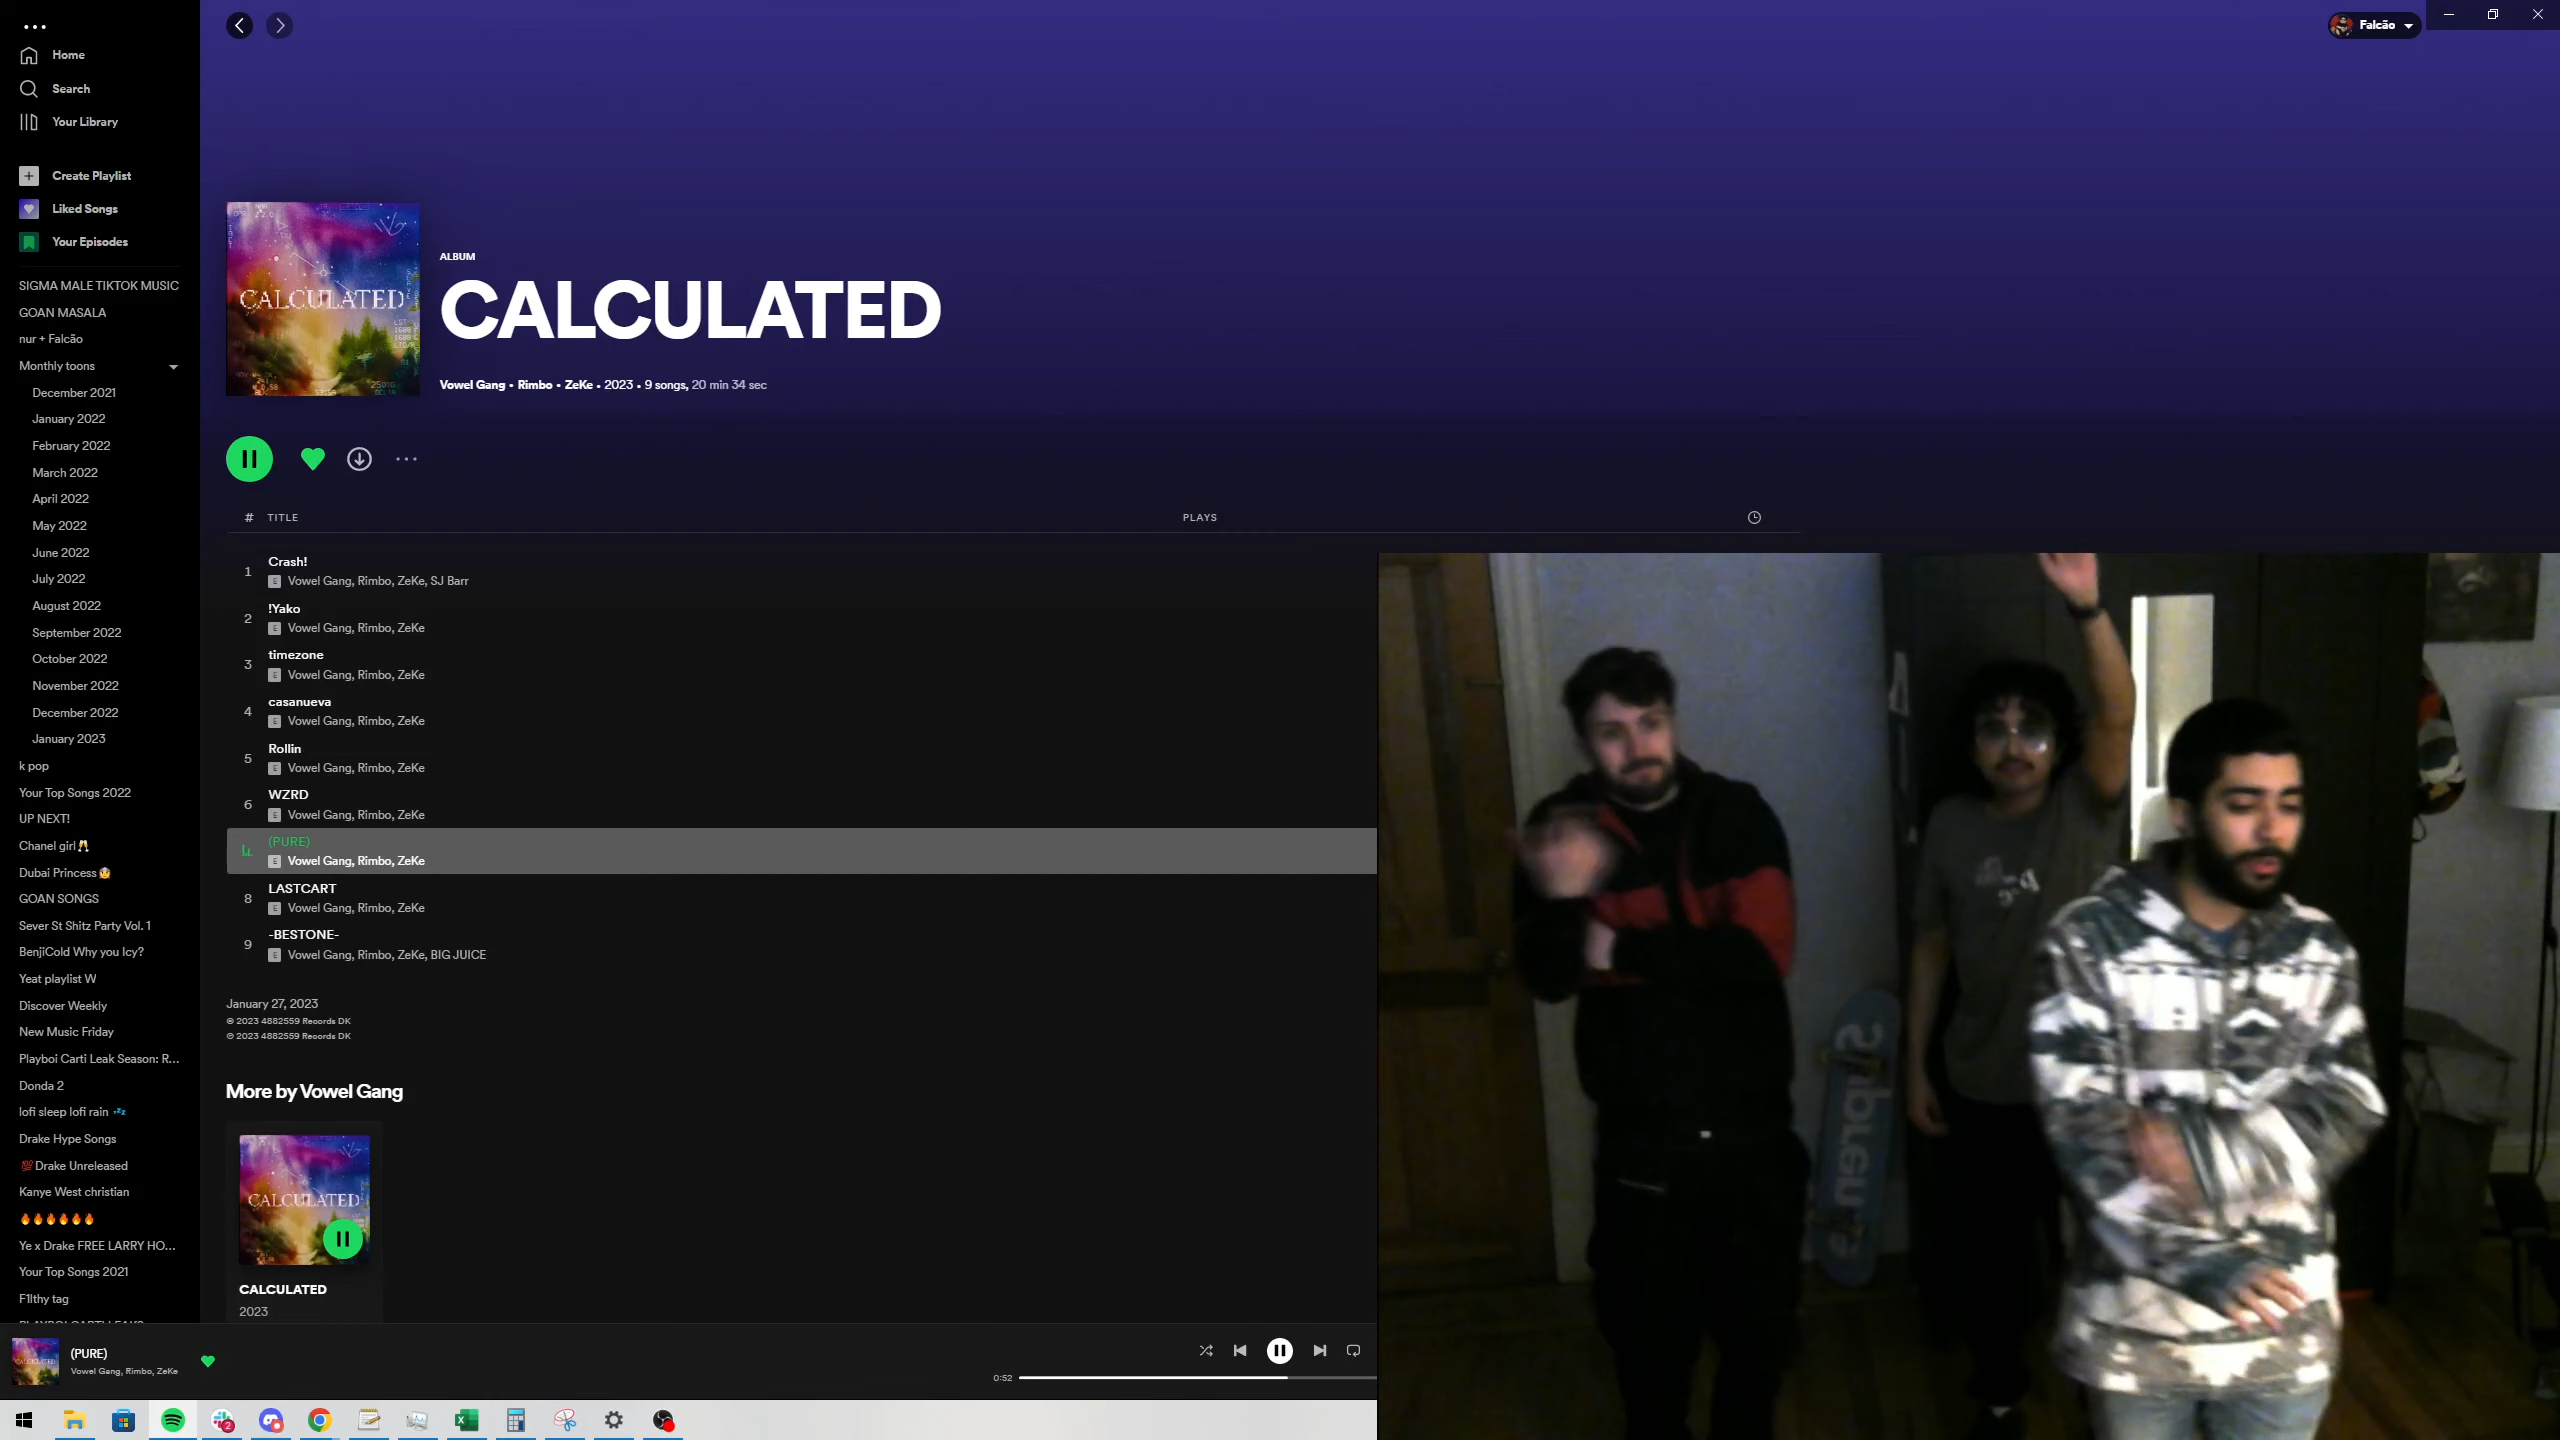 Home
Search
Your Library
Create Playlist
Liked Songs
Your Episodes
SIGMA MALE TIKTOK MUSIC
GOAN MASALA
nur + Falcão
Monthly toons
December 2021
January 2022
February 2022
March 2022
April 2022
May 2022
June 2022
July 2022
August 2022
September 2022
October 2022
November 2022
December 2022
January 2023
k pop
Your Top Songs 2022
UP NEXT!
Chanel girl🥂
Dubai Princess👰
GOAN SONGS
Sever St Shitz Party Vol. 1
BenjiCold Why you Icy?
Yeat playlist W
Discover Weekly
New Music Friday
Playboi Carti Leak Season: R...
Donda 2
lofi sleep lofi rain 💤
Drake Hype Songs
💯Drake Unreleased
Kanye West christian
🔥🔥🔥🔥🔥🔥
Ye x Drake FREE LARRY HO...
Your Top Songs 2021
F1lthy tag
Falcão
CALCULATED
ALBUM
CALCULATED
Vowel Gang • Rimbo • ZeKe • 2023 • 9 songs, 20 min 34 sec
# TITLE PLAYS
1 Crash!
E Vowel Gang, Rimbo, ZeKe, SJ Barr
2 !Yako
E Vowel Gang, Rimbo, ZeKe
3 timezone
E Vowel Gang, Rimbo, ZeKe
4 casanueva
E Vowel Gang, Rimbo, ZeKe
5 Rollin
E Vowel Gang, Rimbo, ZeKe
6 WZRD
E Vowel Gang, Rimbo, ZeKe
(PURE)
E Vowel Gang, Rimbo, ZeKe
8 LASTCART
E Vowel Gang, Rimbo, ZeKe
9 -BESTONE-
E Vowel Gang, Rimbo, ZeKe, BIG JUICE
January 27, 2023
© 2023 4882559 Records DK
℗ 2023 4882559 Records DK
More by Vowel Gang
CALCULATED
CALCULATED
2023
(PURE)
Vowel Gang, Rimbo, ZeKe
0:52
2